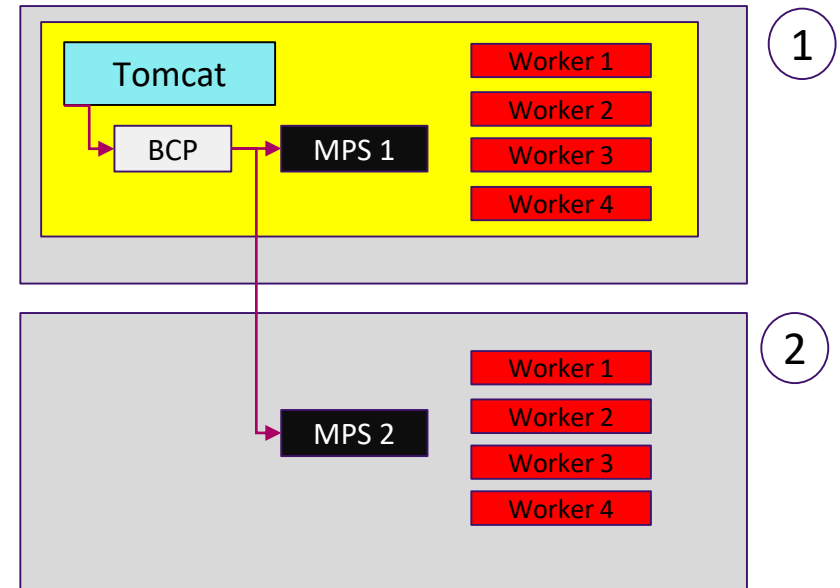 1
Tomcat
BCP
MPS 1
Worker 1
Worker 2
Worker 3
Worker 4
2
MPS 2
Worker 1
Worker 2
Worker 3
Worker 4